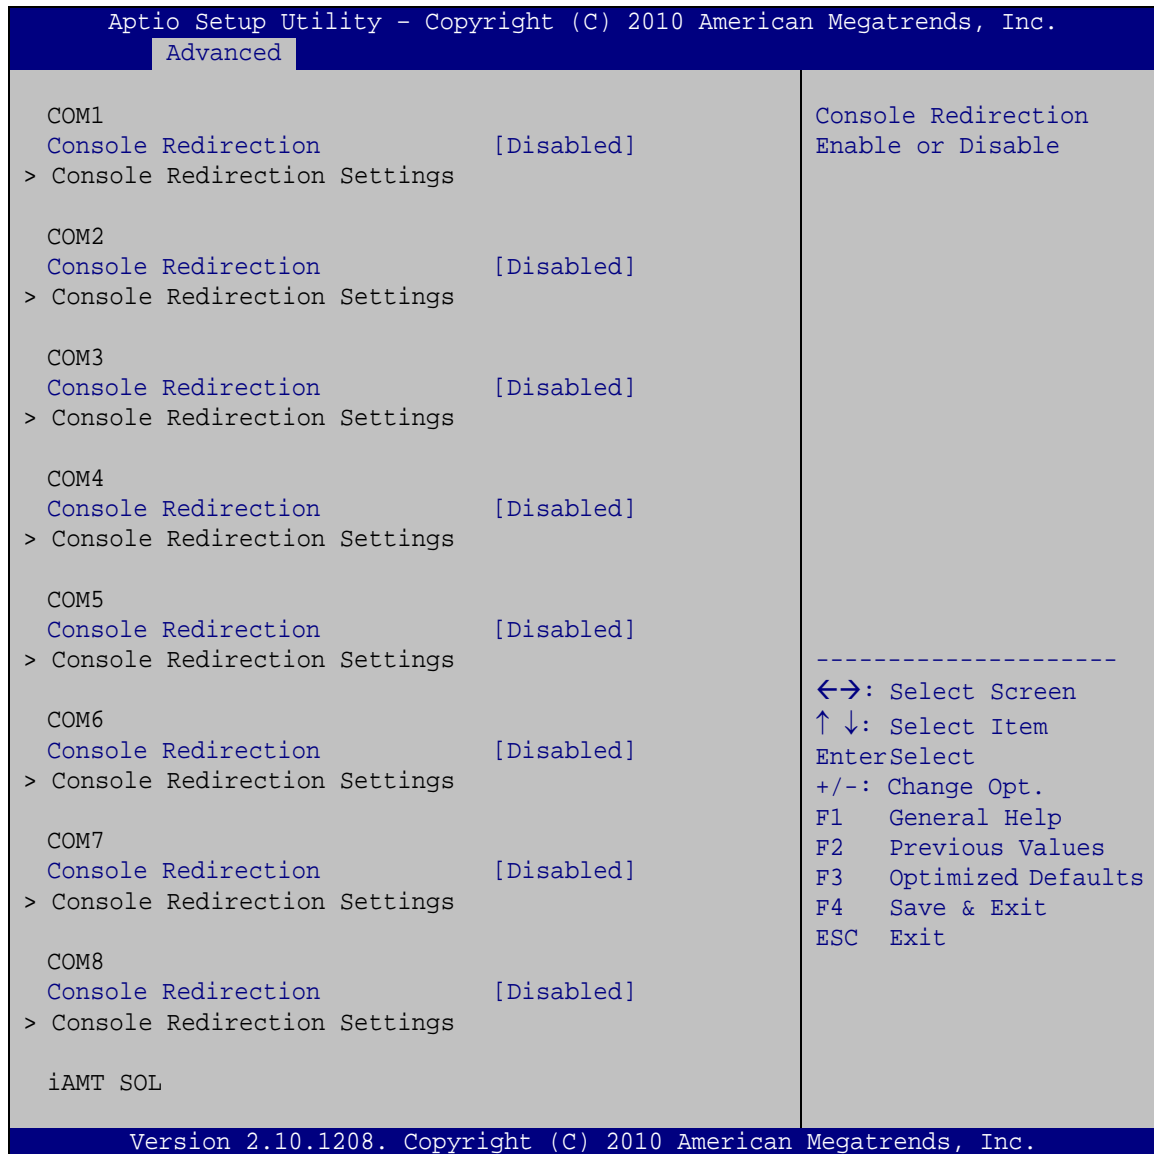 Aptio Setup Utility – Copyright (C) 2010 American Megatrends, Inc.
Advanced
COM1
Console Redirection [Disabled]
> Console Redirection Settings
COM2
Console Redirection [Disabled]
> Console Redirection Settings
COM3
Console Redirection [Disabled]
> Console Redirection Settings
COM4
Console Redirection [Disabled]
> Console Redirection Settings
COM5
Console Redirection [Disabled]
> Console Redirection Settings
COM6
Console Redirection [Disabled]
> Console Redirection Settings
COM7
Console Redirection [Disabled]
> Console Redirection Settings
COM8
Console Redirection [Disabled]
> Console Redirection Settings
iAMT SOL
Console Redirection
Enable or Disable
---------------------
←→: Select Screen
↑ ↓: Select Item
EnterSelect
+/-: Change Opt.
F1 General Help
F2 Previous Values
F3 Optimized Defaults
F4 Save & Exit
ESC Exit
Version 2.10.1208. Copyright (C) 2010 American Megatrends, Inc.